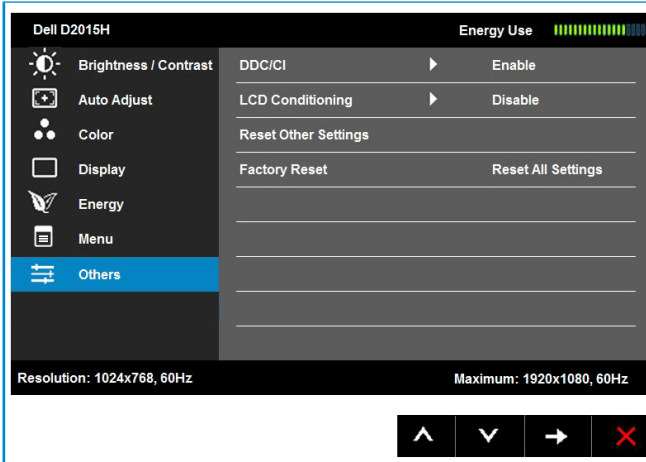 Dell D2015H Energy Use
Brightness / Contrast DDC/CI Enable
Auto Adjust LCD Conditioning Disable
Color Reset Other Settings
Display Factory Reset Reset All Settings
Energy
Menu
Others
Resolution: 1024x768, 60Hz Maximum: 1920x1080, 60Hz